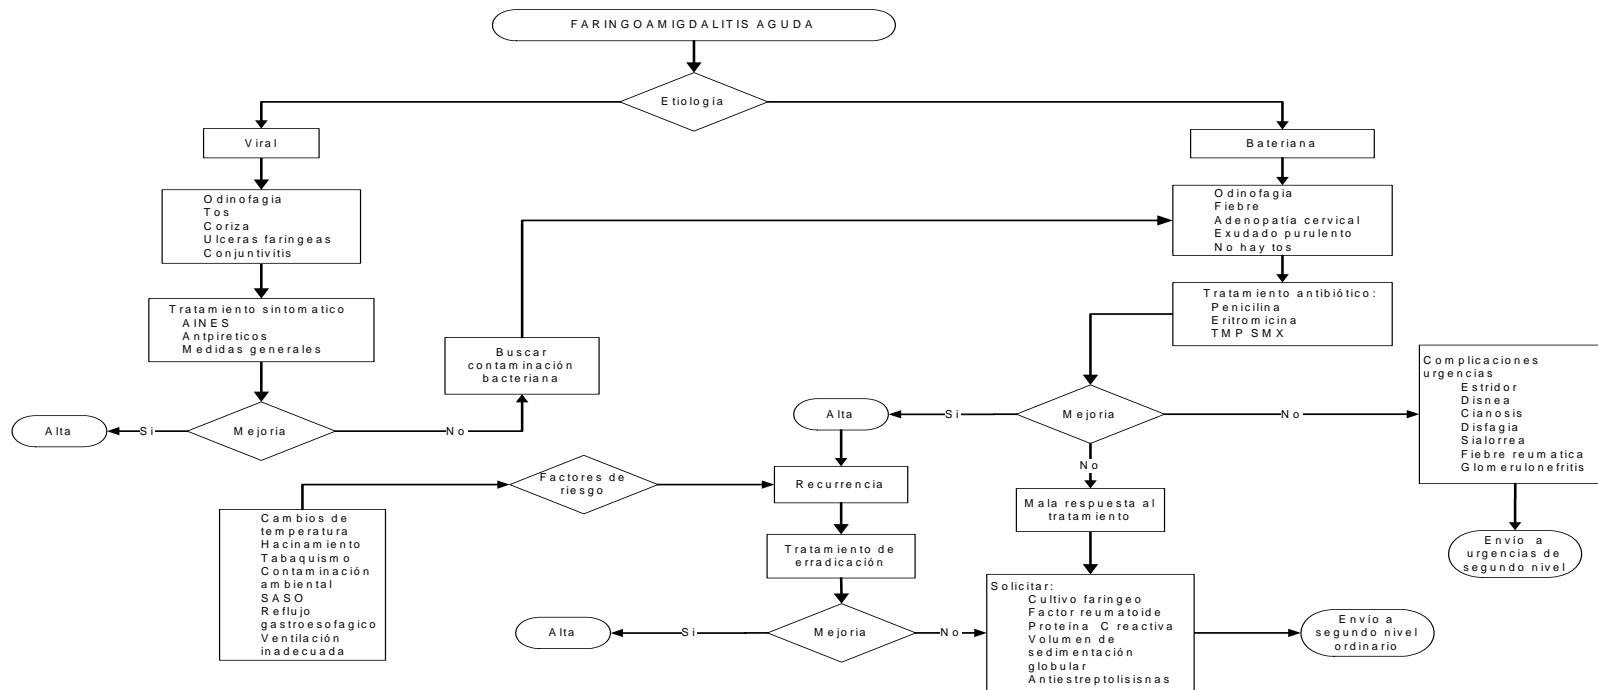 FARINGOAMIGDALITIS AGUDA
Etiología
Viral
Bateriana
Odinofagia
Tos
Coriza
Ulceras faringeas
Conjuntivitis
Odinofagia
Fiebre
Adenopatía cervical
Exudado purulento
No hay tos
Tratamiento sintomatico
AINES
Antpireticos
Medidas generales
Tratamiento antibiótico:
Penicilina
Eritromicina
TMP SMX
Buscar
contaminación
bacteriana
Complicaciones
urgencias
Estridor
Disnea
Cianosis
Disfagia
Sialorrea
Fiebre reumatica
Glomerulonefritis
Alta
Si
Mejoria
No
Alta
Si
Mejoria
No
No
Factores de
riesgo
Recurrencia
Mala respuesta al
tratamiento
Cambios de
temperatura
Hacinamiento
Tabaquismo
Contaminación
ambiental
SASO
Reflujo
gastroesofagico
Ventilación
inadecuada
Tratamiento de
erradicación
Envío a
urgencias de
segundo nivel
Alta
Si
Mejoria
No
Solicitar:
Cultivo faringeo
Factor reumatoide
Proteína C reactiva
Volumen de
sedimentación
globular
Antiestreptolisisnas
Envío a
segundo nivel
ordinario